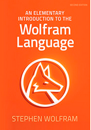 AN ELEMENTARY
INTRODUCTION TO THE
Wolfram
Language
STEPHEN WOLFRAM